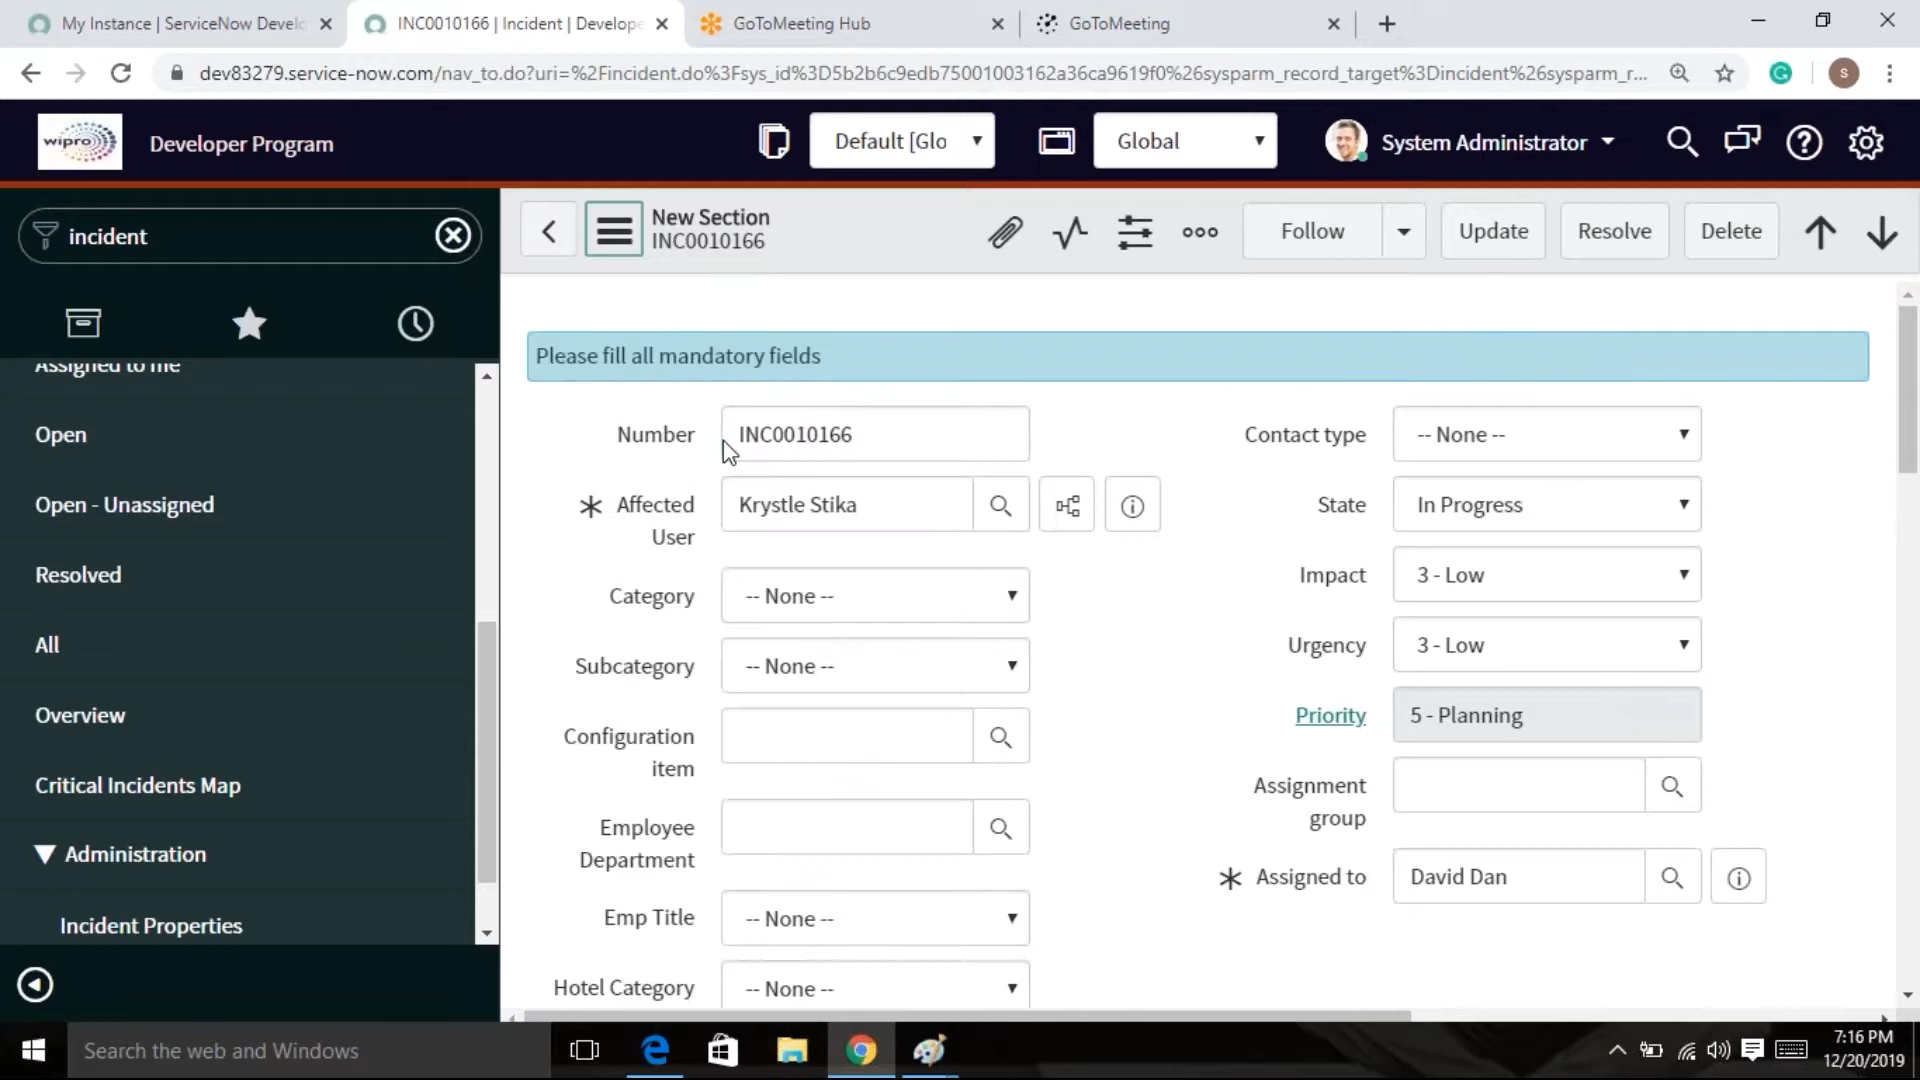 My Instance | ServiceNow Develo
INC0010166 | Incident | Develope
GoToMeeting Hub
GoToMeeting
dev83279.service-now.com/nav_to.do?uri=%2Fincident.do%3Fsys_id%3D5b2b6c9edb75001003162a36ca9619f0%26sysparm_record_target%3Dincident%26sysparm_r...
S
wipro
Developer Program
Default [Glo
Global
System Administrator
incident
New Section
INC0010166
Follow
Update
Resolve
Delete
Assigned to me
Open
Open - Unassigned
Resolved
All
Overview
Critical Incidents Map
Administration
Incident Properties
Please fill all mandatory fields
Number
INC0010166
Contact type
-- None --
Affected User
Krystle Stika
State
In Progress
Category
-- None --
Impact
3 - Low
Subcategory
-- None --
Urgency
3 - Low
Configuration item
Priority
5 - Planning
Employee Department
Assignment group
Emp Title
-- None --
Assigned to
David Dan
Hotel Category
-- None --
Search the web and Windows
7:16 PM
12/20/2019